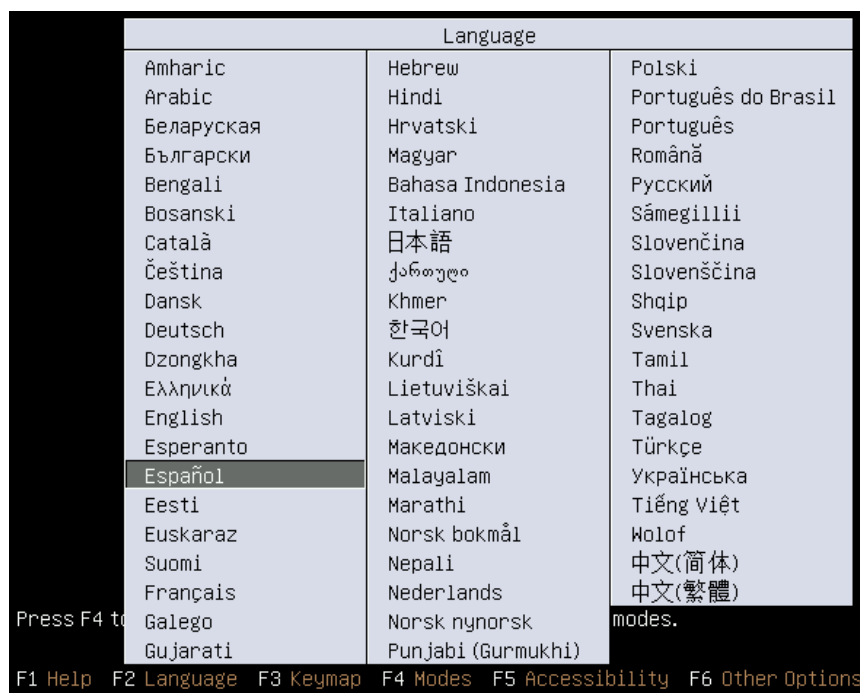 Language
Amharic
Arabic
Беларуская
Български
Bengali
Bosanski
Català
Čeština
Dansk
Deutsch
Dzongkha
Ελληνικά
English
Esperanto
Español
Eesti
Euskaraz
Suomi
Français
Galego
Gujarati
Hebrew
Hindi
Hrvatski
Magyar
Bahasa Indonesia
Italiano
日本語
ქართული
Khmer
한국어
Kurdî
Lietuviškai
Latviski
Македонски
Malayalam
Marathi
Norsk bokmål
Nepali
Nederlands
Norsk nynorsk
Punjabi (Gurmukhi)
Polski
Português do Brasil
Português
Română
Русский
Sámegillii
Slovenčina
Slovenščina
Shqip
Svenska
Tamil
Thai
Tagalog
Türkçe
Українська
Tiếng Việt
Wolof
中文(简体)
中文(繁體)
Press F4 modes.
F1 Help F2 Language F3 Keymap F4 Modes F5 Accessibility F6 Other Options